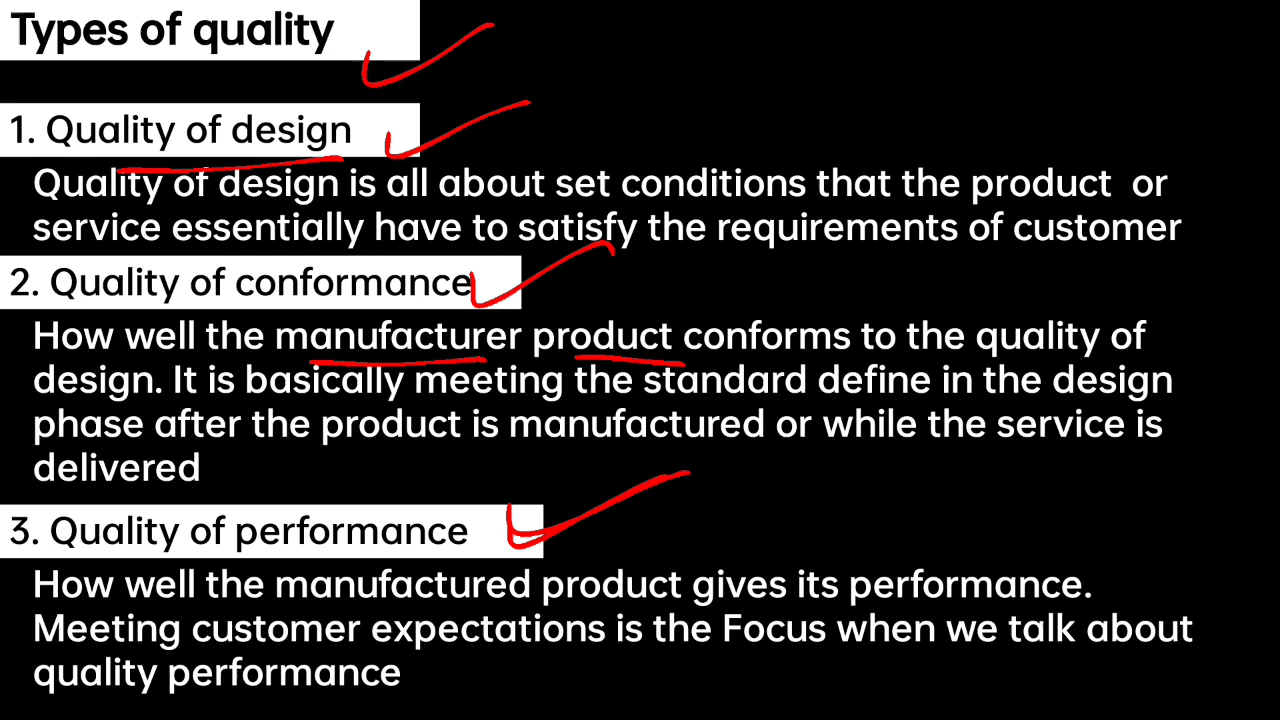 Types of quality
1. Quality of design
Quality of design is all about set conditions that the product or
service essentially have to satisfy the requirements of customer
2. Quality of conformance
How well the manufacturer product conforms to the quality of
design. It is basically meeting the standard define in the design
phase after the product is manufactured or while the service is
delivered
3. Quality of performance
How well the manufactured product gives its performance.
Meeting customer expectations is the Focus when we talk about
quality performance